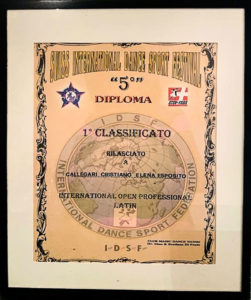 SWISS INTERNATIONAL DANCE SPORT FESTIVAL
"5°"
DIPLOMA
1° CLASSIFICATO
RILASCIATO
A
CALLEGARI CRISTIANO ELENA ESPOSITO
INTERNATIONAL OPEN PROFESSIONAL
LATIN
I D S F
INTERNATIONAL DANCE SPORT FEDERATION
I D S F